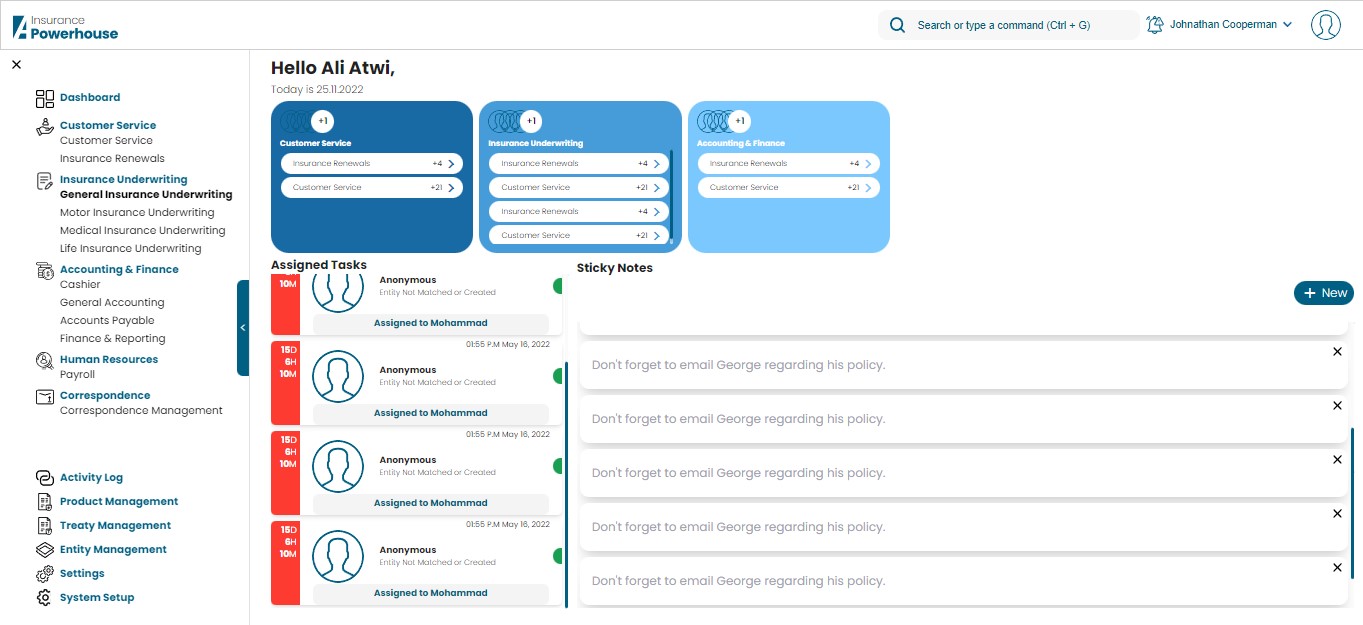 Insurance
Powerhouse
Search or type a command (Ctrl + G)
Johnathan Cooperman
Dashboard
Customer Service
Customer Service
Insurance Renewals
Insurance Underwriting
General Insurance Underwriting
Motor Insurance Underwriting
Medical Insurance Underwriting
Life Insurance Underwriting
Accounting & Finance
Cashier
General Accounting
Accounts Payable
Finance & Reporting
Human Resources
Payroll
Correspondence
Correspondence Management
Activity Log
Product Management
Treaty Management
Entity Management
Settings
System Setup
Hello Ali Atwi,
Today is 25.11.2022
+1
Customer Service
Insurance Renewals +4
Customer Service +21
+1
Insurance Underwriting
Insurance Renewals +4
Customer Service +21
Insurance Renewals +4
Customer Service +21
+1
Accounting & Finance
Insurance Renewals +4
Customer Service +21
Assigned Tasks
10M
Anonymous
Entity Not Matched or Created
Assigned to Mohammad
01:55 P.M May 16, 2022
15D
6H
10M
Anonymous
Entity Not Matched or Created
Assigned to Mohammad
01:55 P.M May 16, 2022
15D
6H
10M
Anonymous
Entity Not Matched or Created
Assigned to Mohammad
01:55 P.M May 16, 2022
15D
6H
10M
Anonymous
Entity Not Matched or Created
Assigned to Mohammad
Sticky Notes
+ New
Don't forget to email George regarding his policy.
Don't forget to email George regarding his policy.
Don't forget to email George regarding his policy.
Don't forget to email George regarding his policy.
Don't forget to email George regarding his policy.